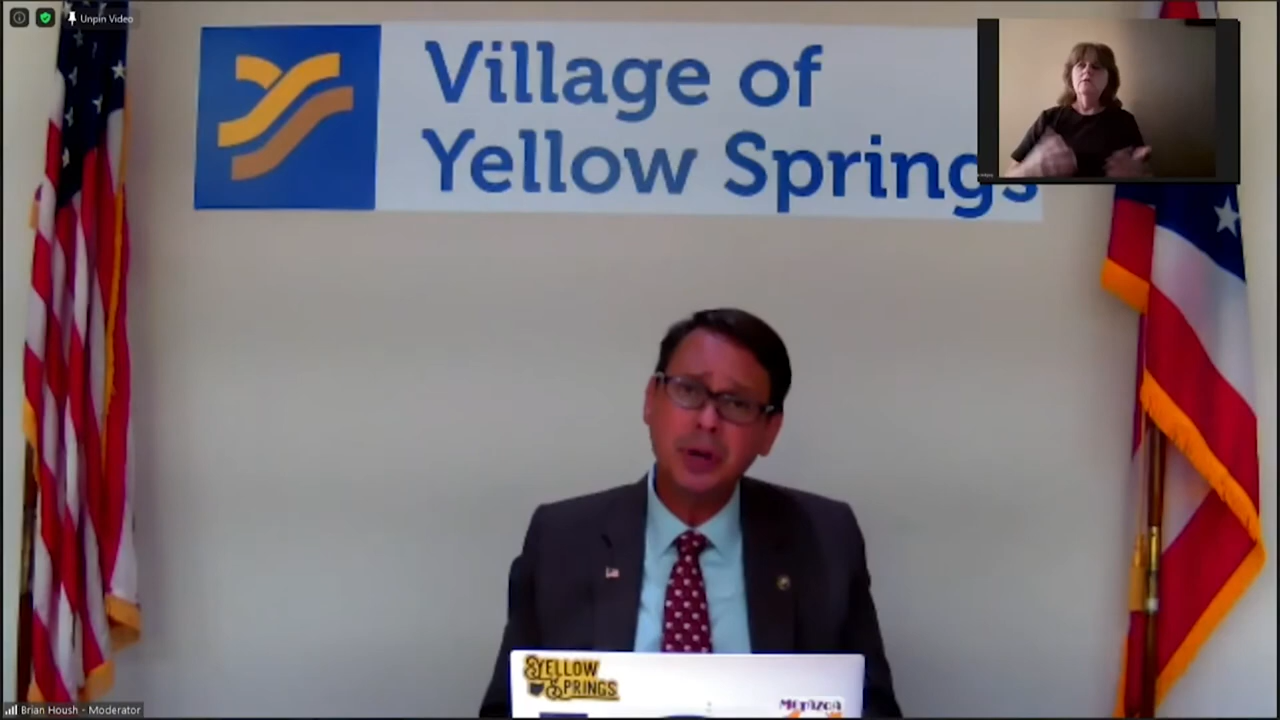 Unpin Video
Village of
Yellow Springs
YELLOW
SPRINGS
Brian Housh - Moderator